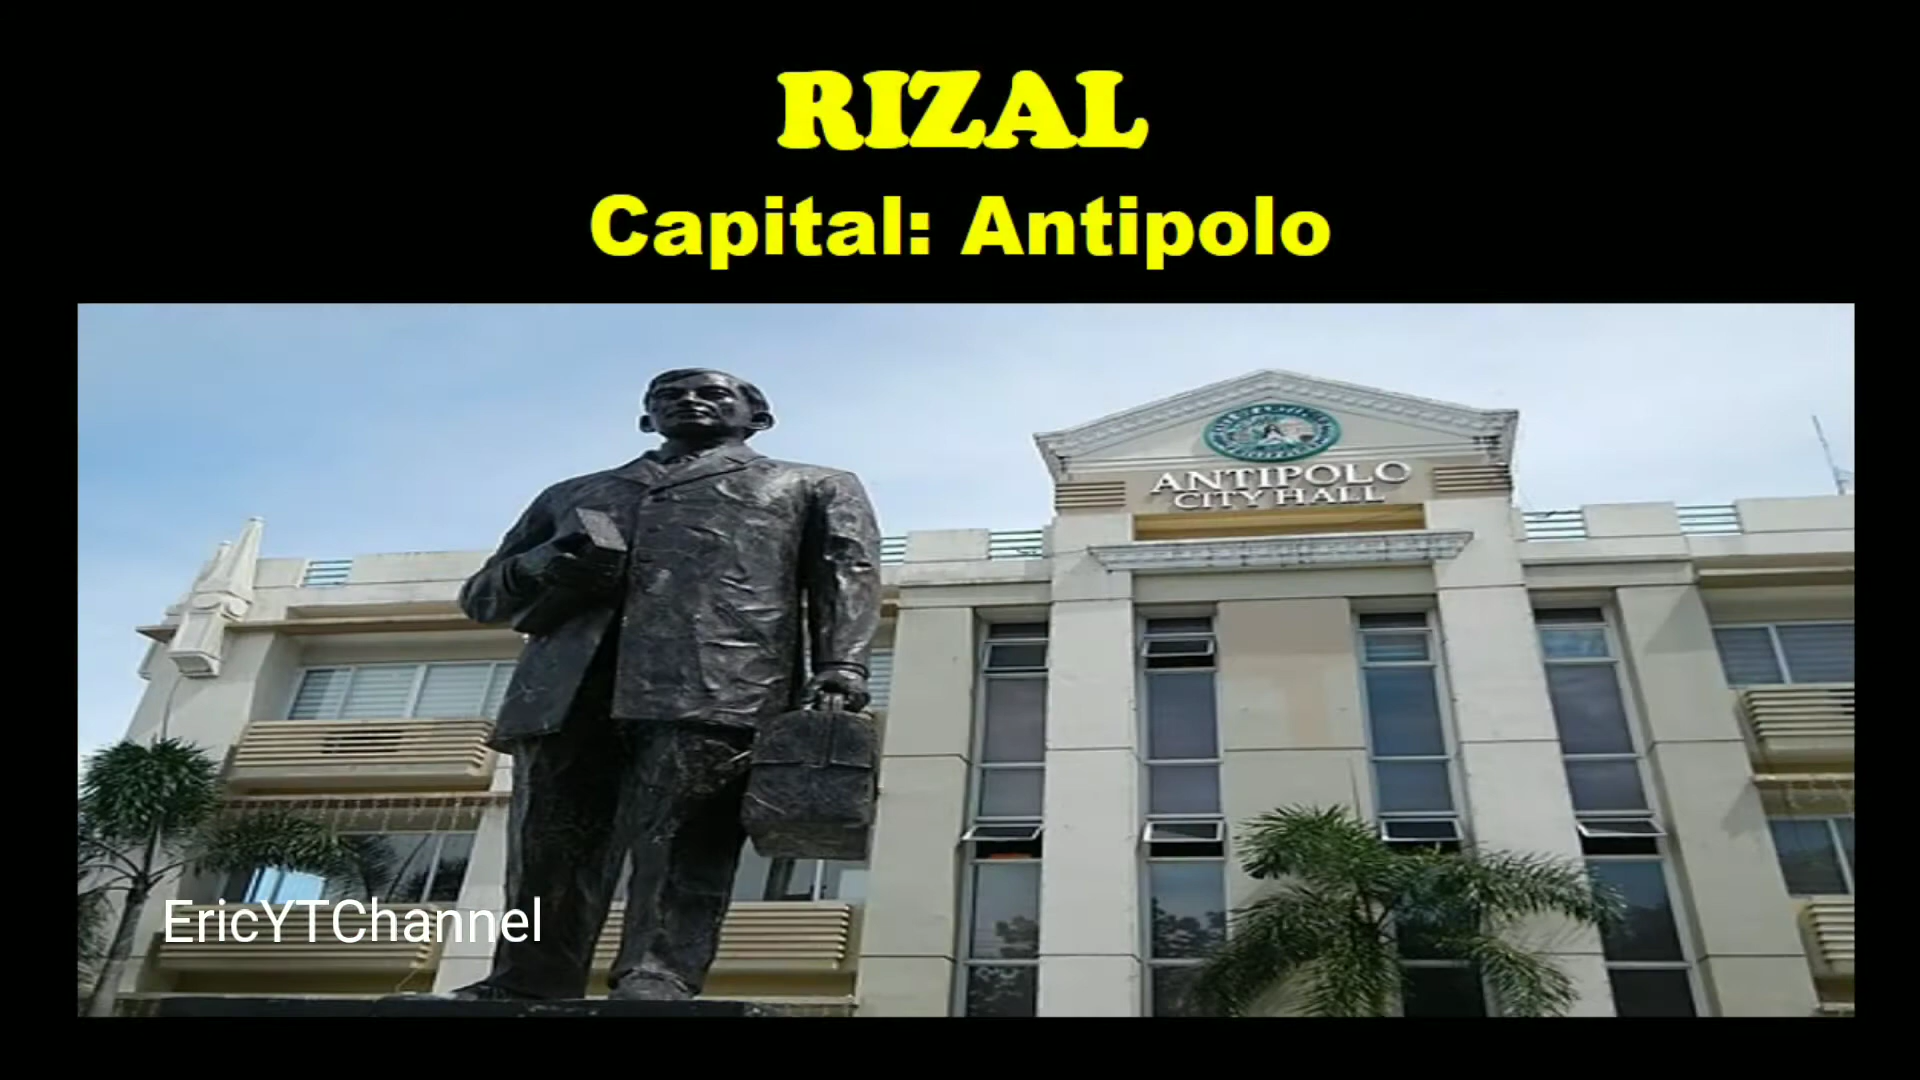 RIZAL
Capital: Antipolo
ANTIPOLO
CITY HALL
EricYTChannel